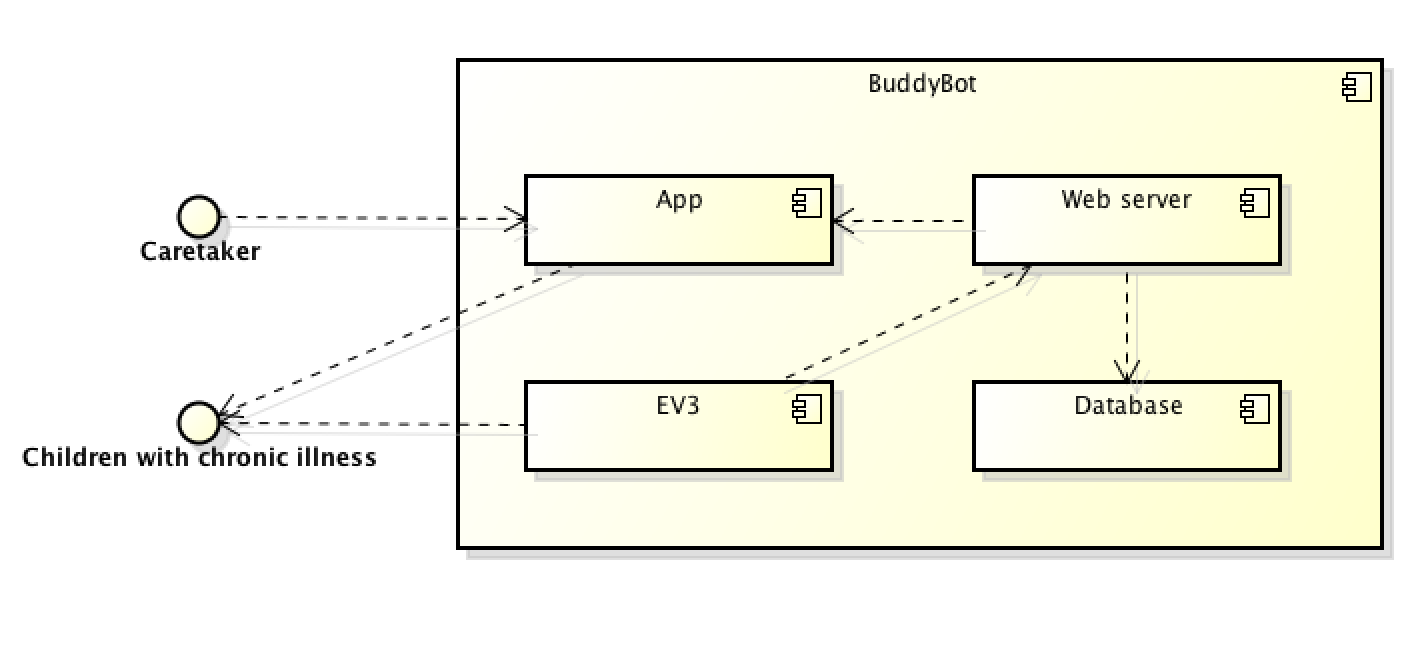 BuddyBot
App
Web server
Caretaker
EV3
Database
Children with chronic illness